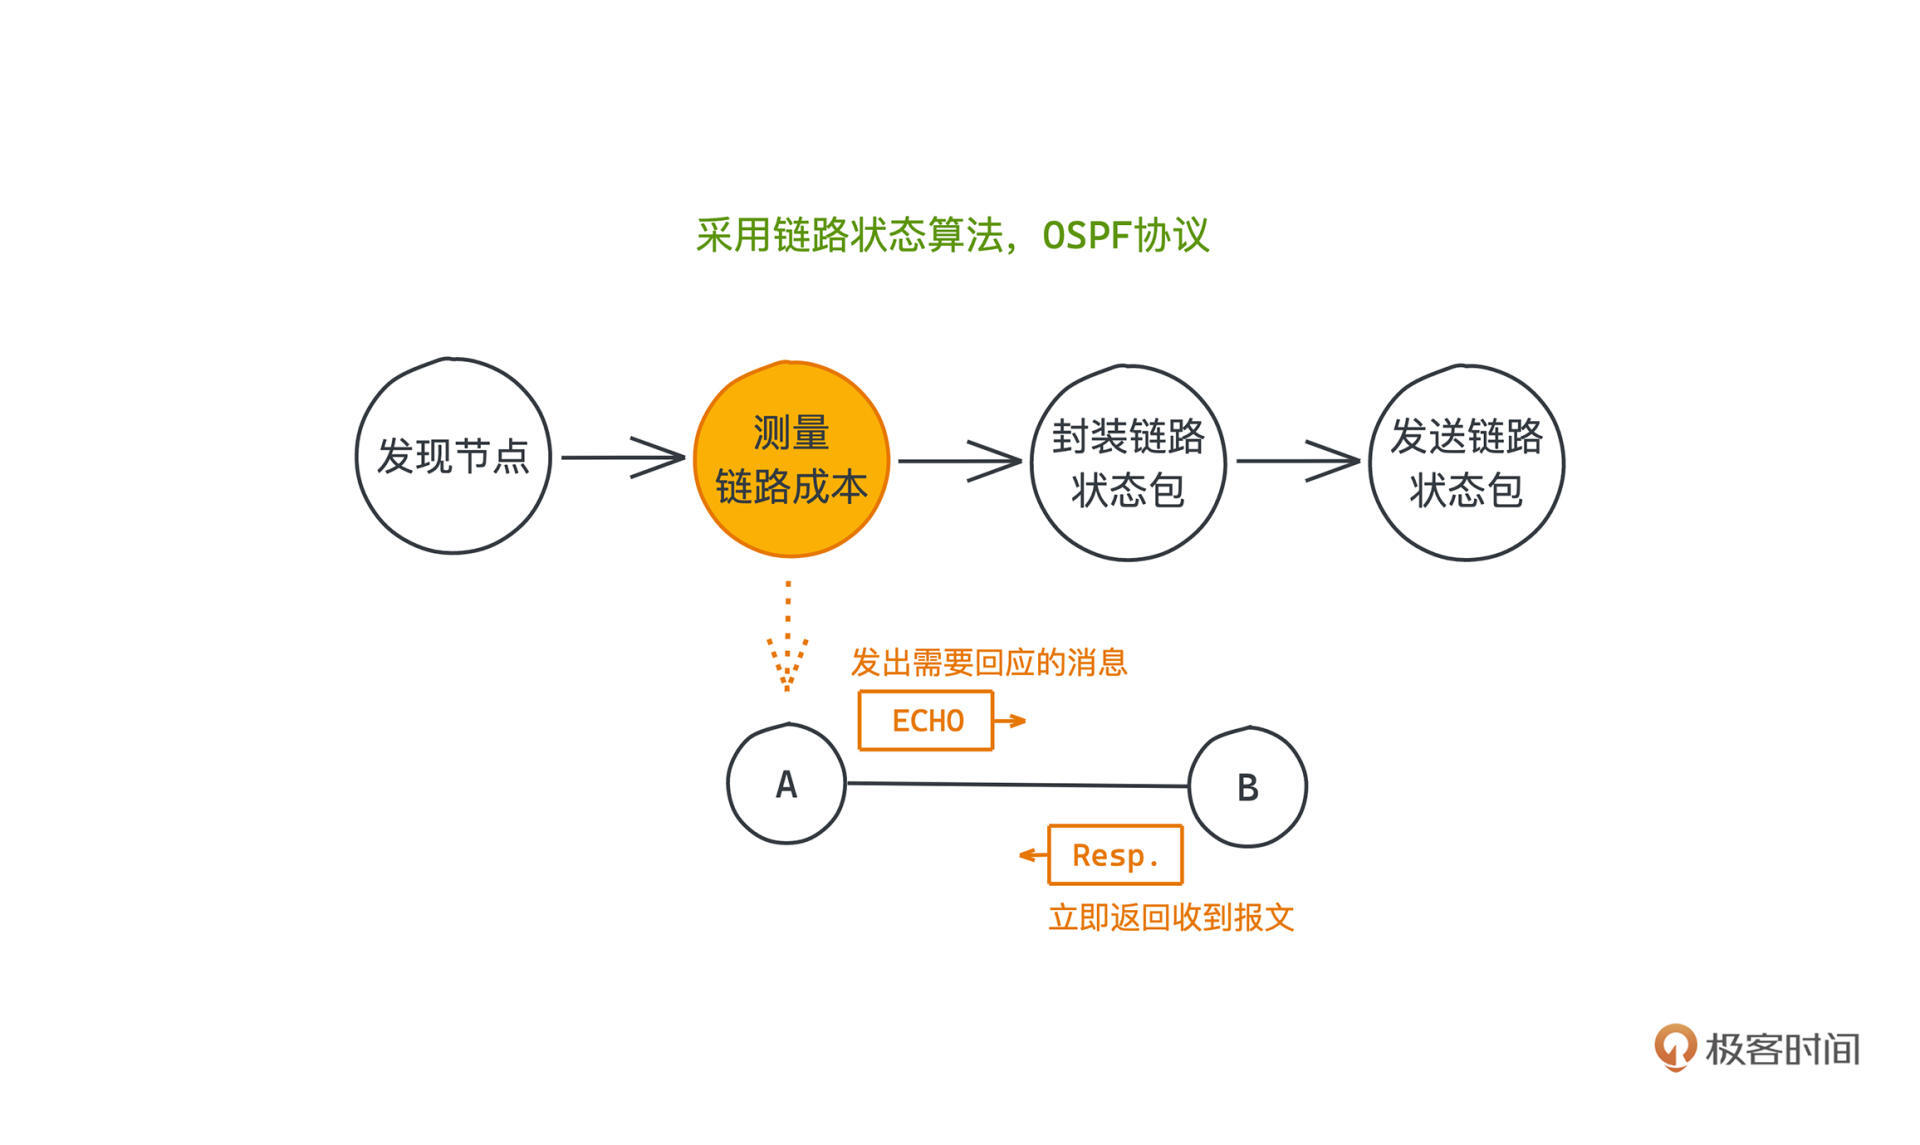 采用链路状态算法，OSPF协议
发现节点
测量
链路成本
封装链路
状态包
发送链路
状态包
发出需要回应的消息
ECHO
A
B
Resp.
立即返回收到报文
极客时间